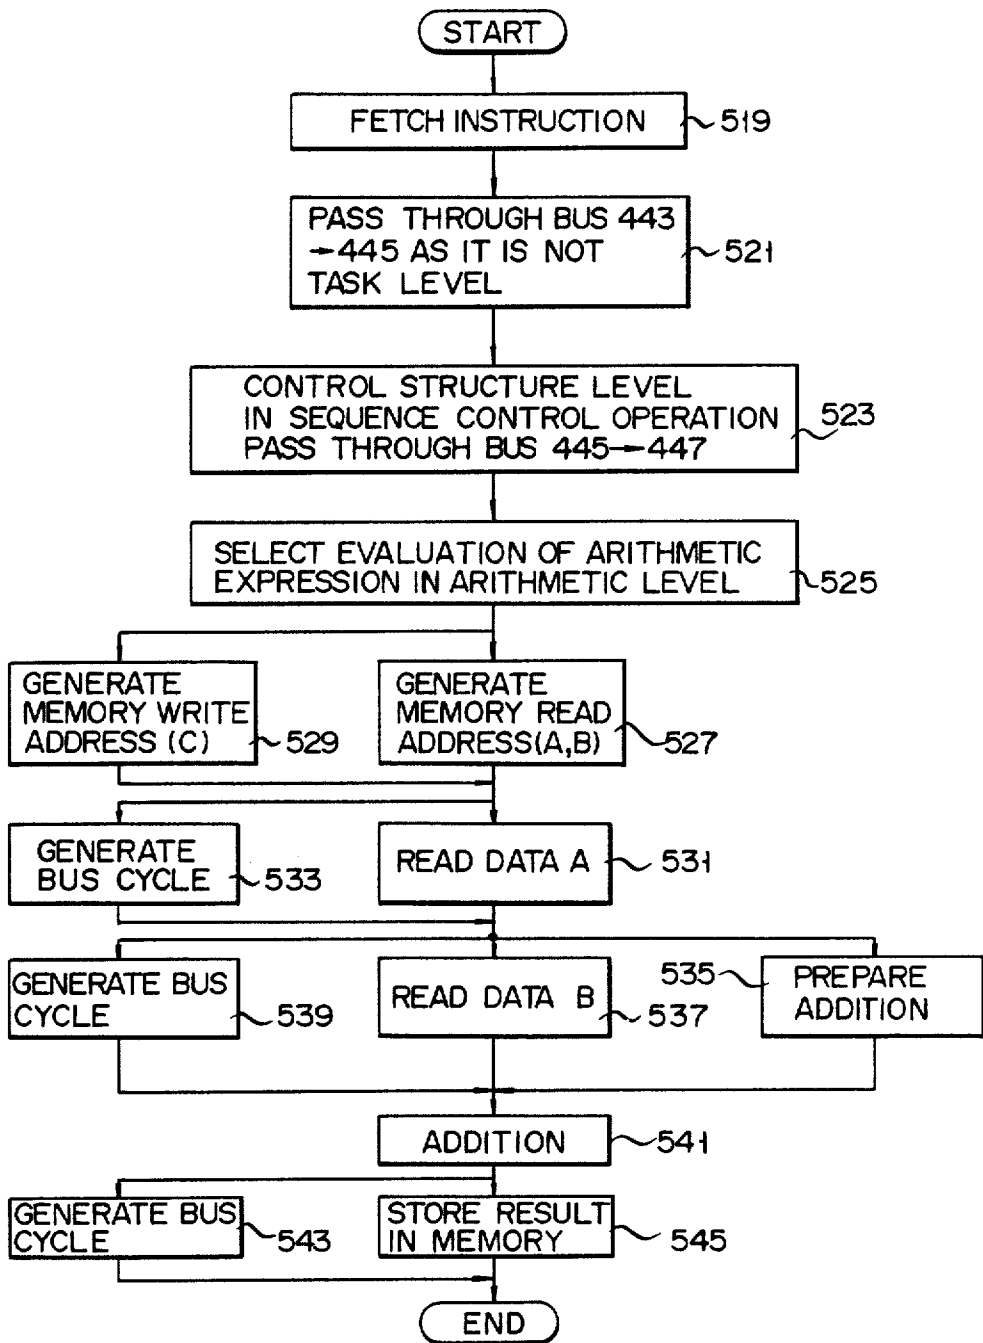 START
FETCH INSTRUCTION
519
PASS THROUGH BUS 443
→445 AS IT IS NOT
TASK LEVEL
521
CONTROL STRUCTURE LEVEL
IN SEQUENCE CONTROL OPERATION
PASS THROUGH BUS 445→447
523
SELECT EVALUATION OF ARITHMETIC
EXPRESSION IN ARITHMETIC LEVEL
525
GENERATE
MEMORY WRITE
ADDRESS (C)
529
GENERATE
MEMORY READ
ADDRESS(A,B)
527
GENERATE
BUS CYCLE
533
READ DATA A
531
GENERATE BUS
CYCLE
539
READ DATA B
537
535
PREPARE
ADDITION
ADDITION
541
GENERATE BUS
CYCLE
543
STORE RESULT
IN MEMORY
545
END